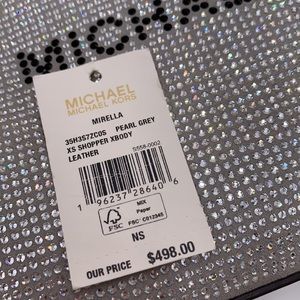 MICHAEL
MICHAEL
MICHAEL KORS
MIRELLA
35H3S7ZC0S PEARL GREY
XS SHOPPER XBODY
LEATHER
S558-0002
1 96237 28640 6
FSC
MIX
Paper
FSC® C012345
NS
OUR PRICE $498.00